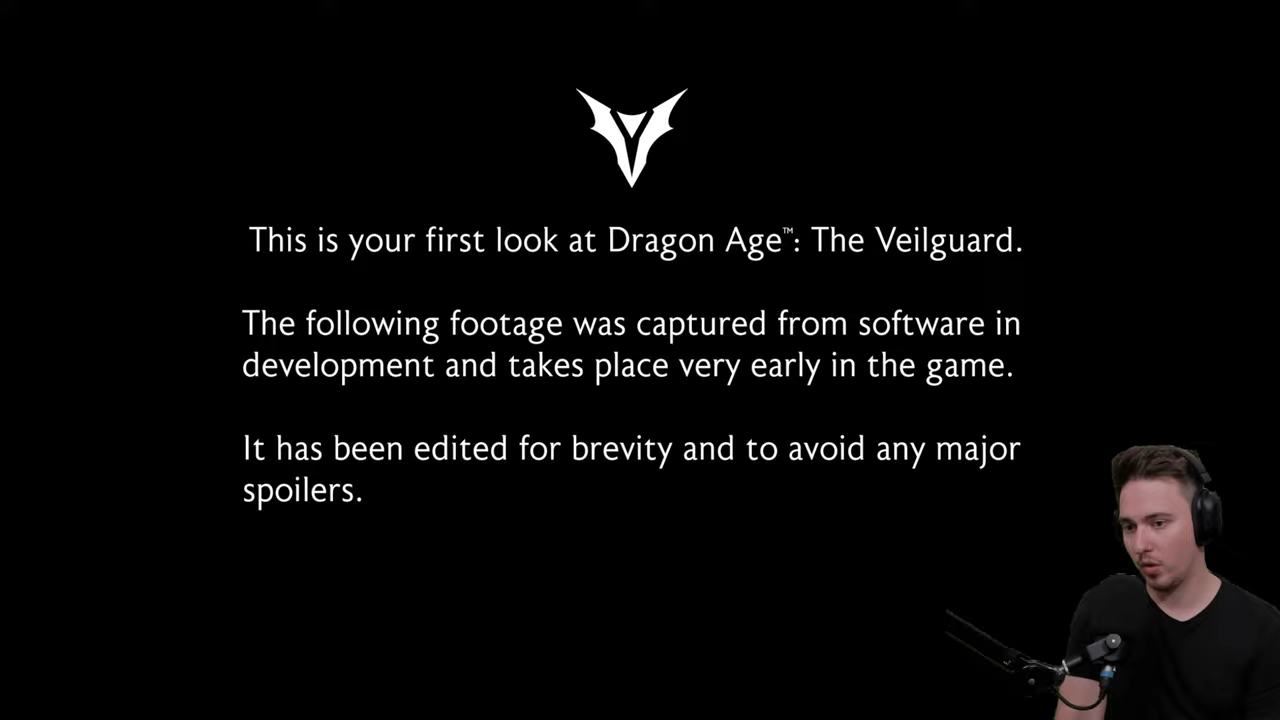 This is your first look at Dragon Age™: The Veilguard.
The following footage was captured from software in
development and takes place very early in the game.
It has been edited for brevity and to avoid any major
spoilers.